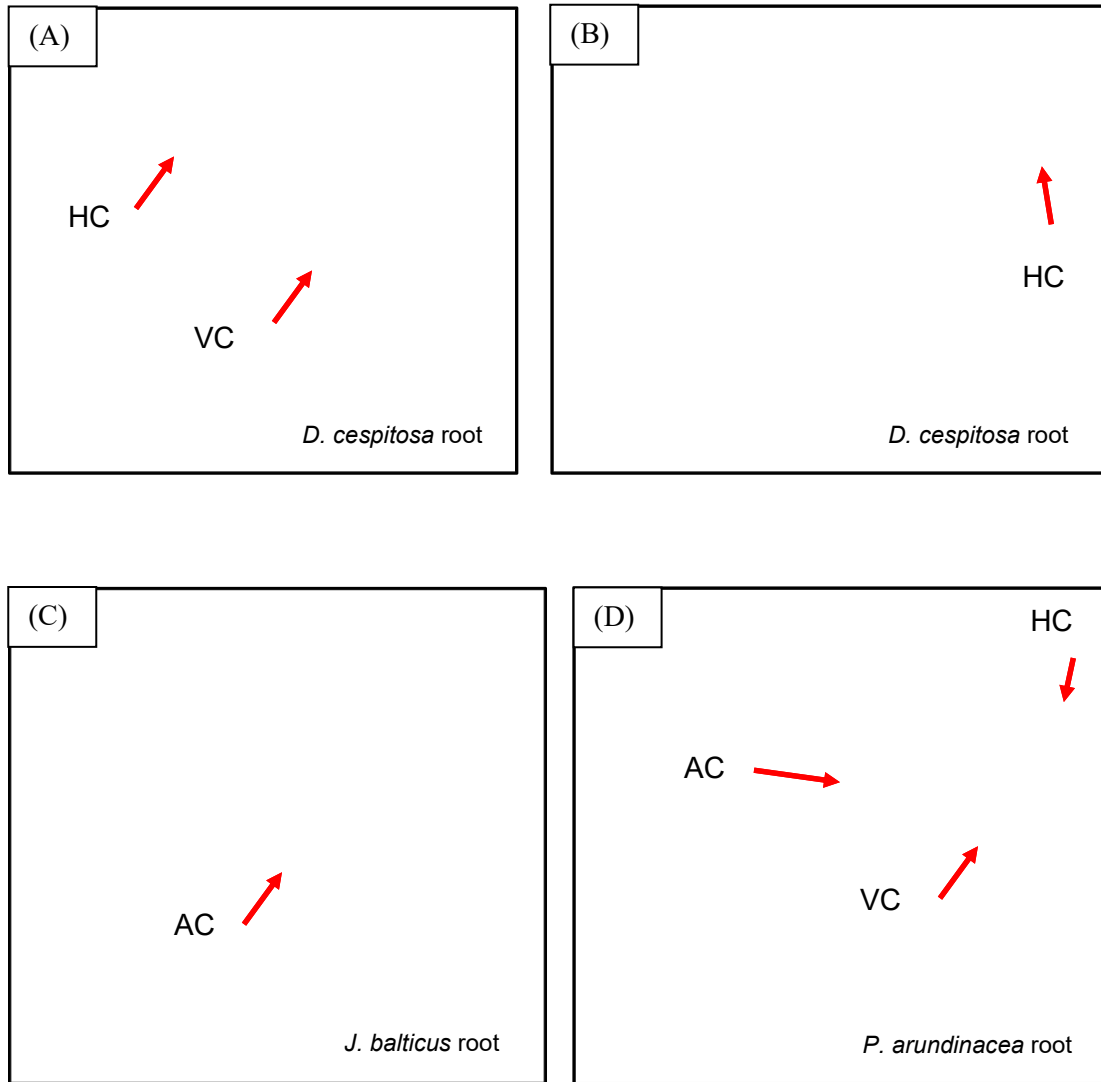 (A)
HC
VC
D. cespitosa root
(B)
HC
D. cespitosa root
(C)
AC
J. balticus root
(D)
HC
AC
VC
P. arundinacea root